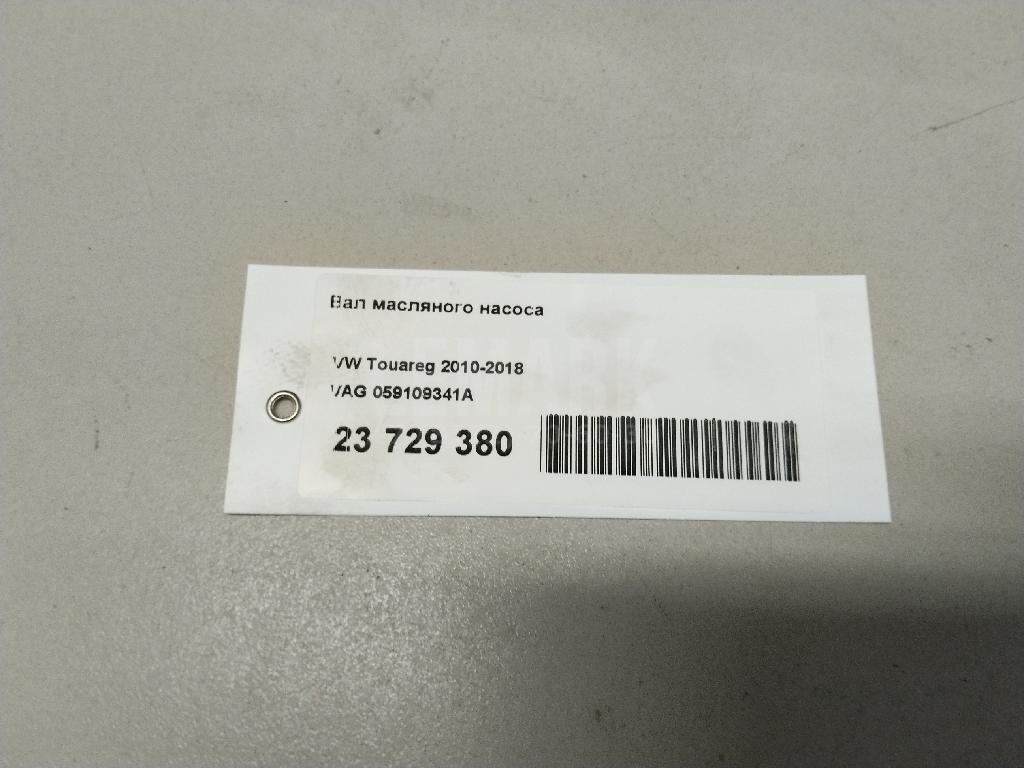 Вал масляного насоса
VW Touareg 2010-2018
VAG 059109341A
23 729 380